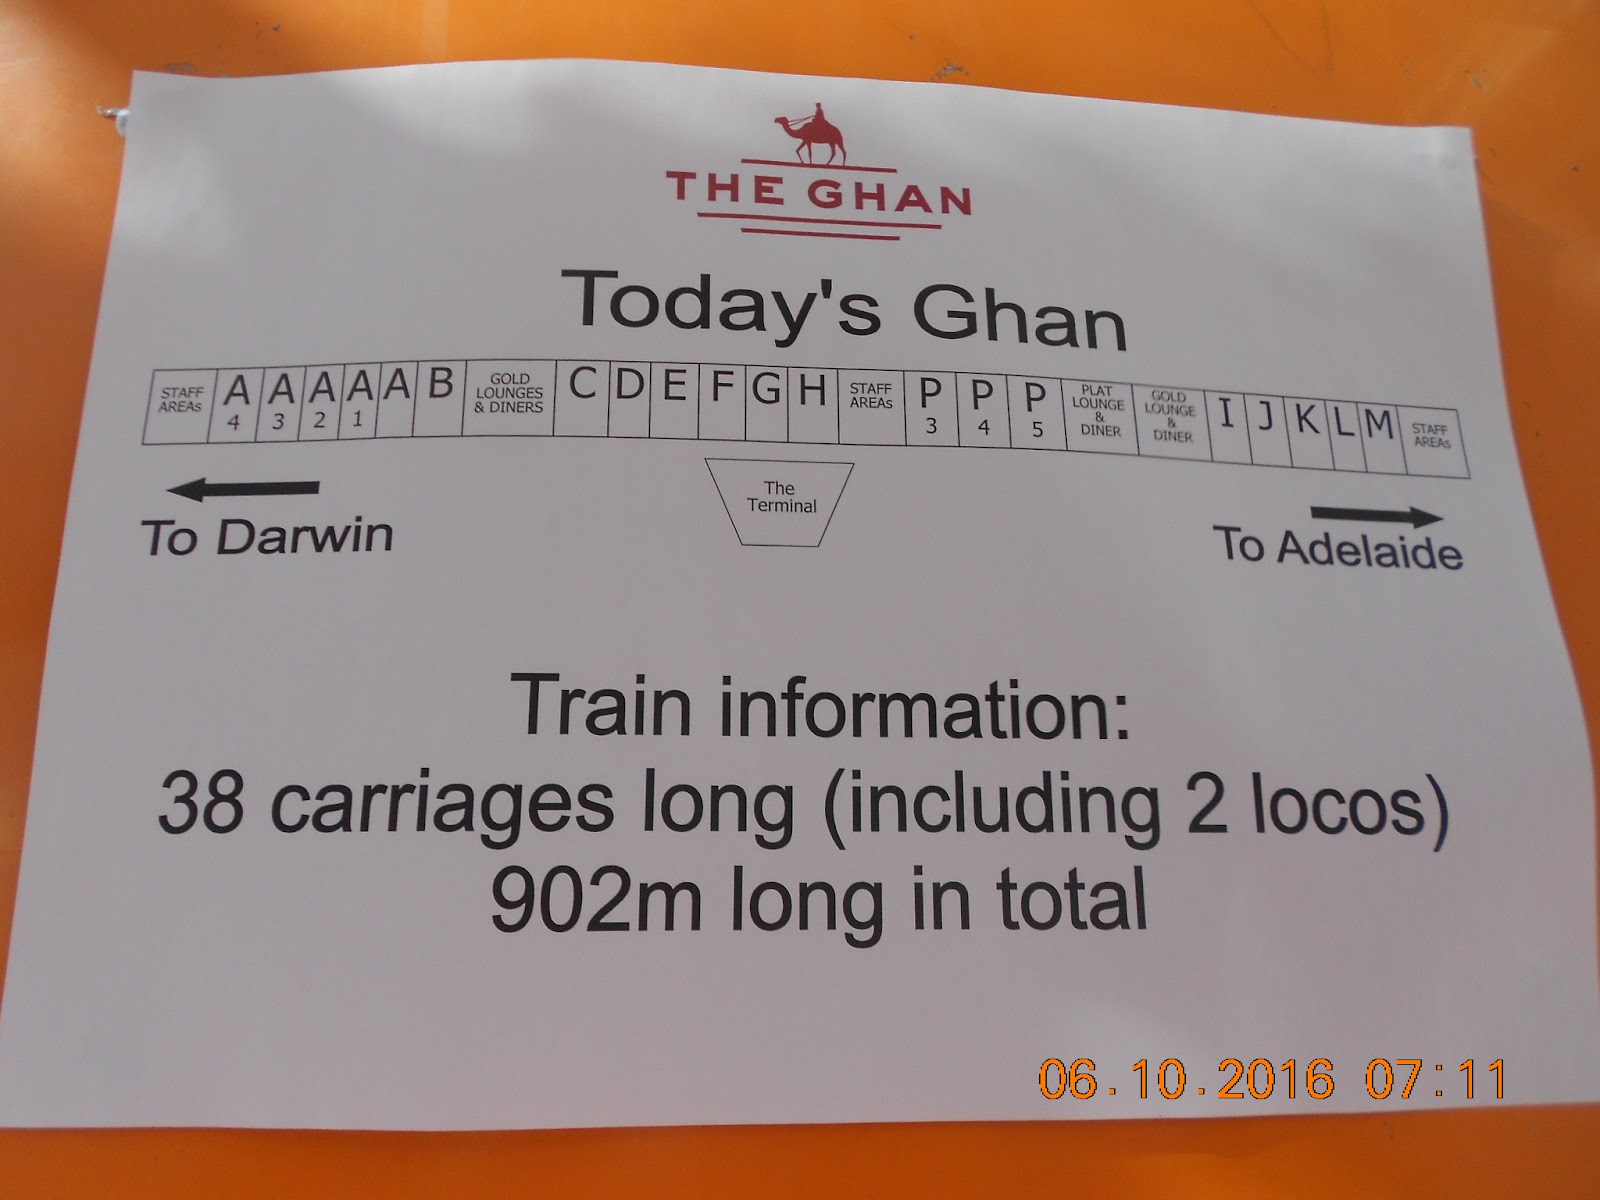 THE GHAN
Today's Ghan
STAFF
AREAs
A
4
A
3
A
2
A
1
A
B
GOLD
LOUNGES
& DINERS
C
D
E
F
G
H
STAFF
AREAs
P
3
P
4
P
5
PLAT
LOUNGE
&
DINER
GOLD
LOUNGE
&
DINER
I
J
K
L
M
STAFF
AREAs
The
Terminal
To Darwin
To Adelaide
Train information:
38 carriages long (including 2 locos)
902m long in total
06.10.2016 07:11